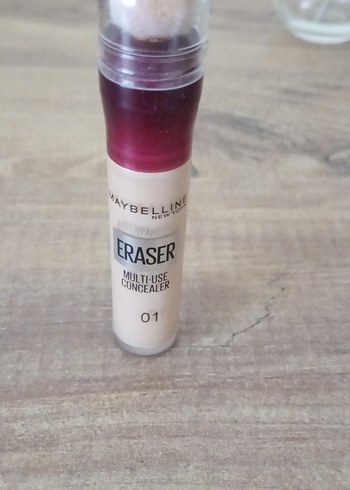 MAYBELLINE
NEW YORK
ERASER
MULTI-USE
CONCEALER
01